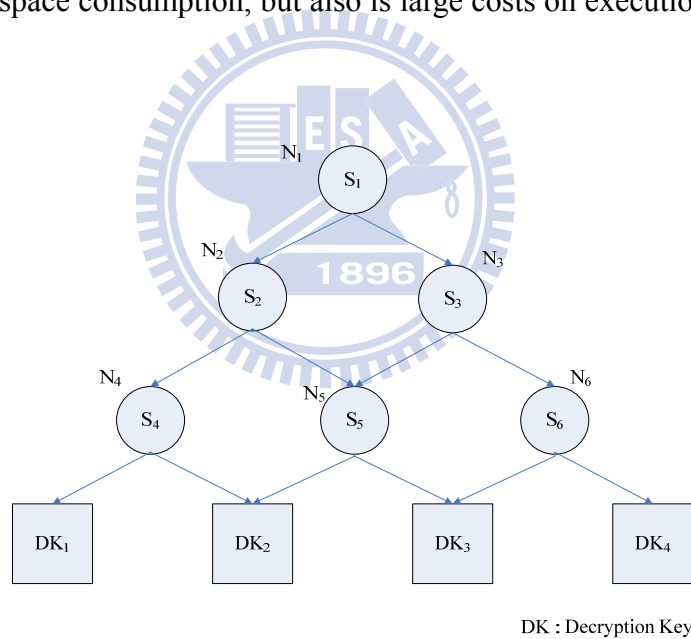 space consumption, but also is large costs on execution
E S A
N₁
S₁
N₂
N₃
1896
S₂
S₃
N₄
N₅
N₆
S₄
S₅
S₆
DK₁
DK₂
DK₃
DK₄
DK : Decryption Key